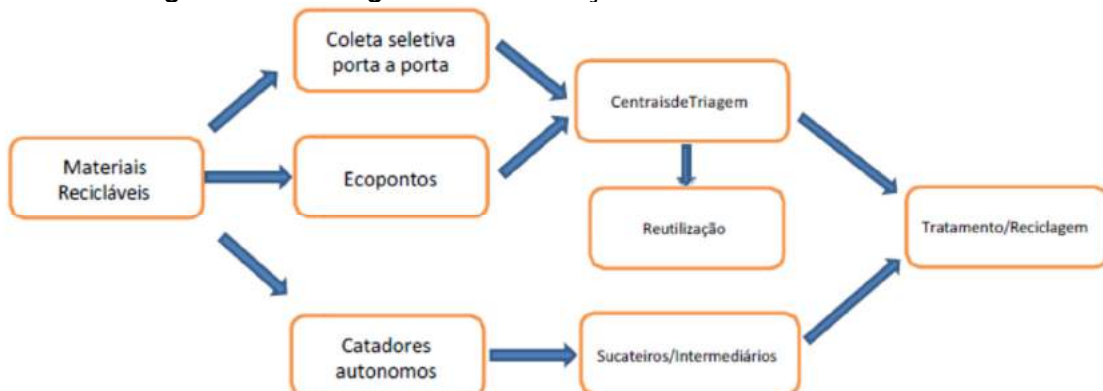 Coleta seletiva
porta a porta
CentraisdeTriagem
Materiais
Recicláveis
Ecopontos
Reutilização
Tratamento/Reciclagem
Catadores
autonomos
Sucateiros/Intermediários